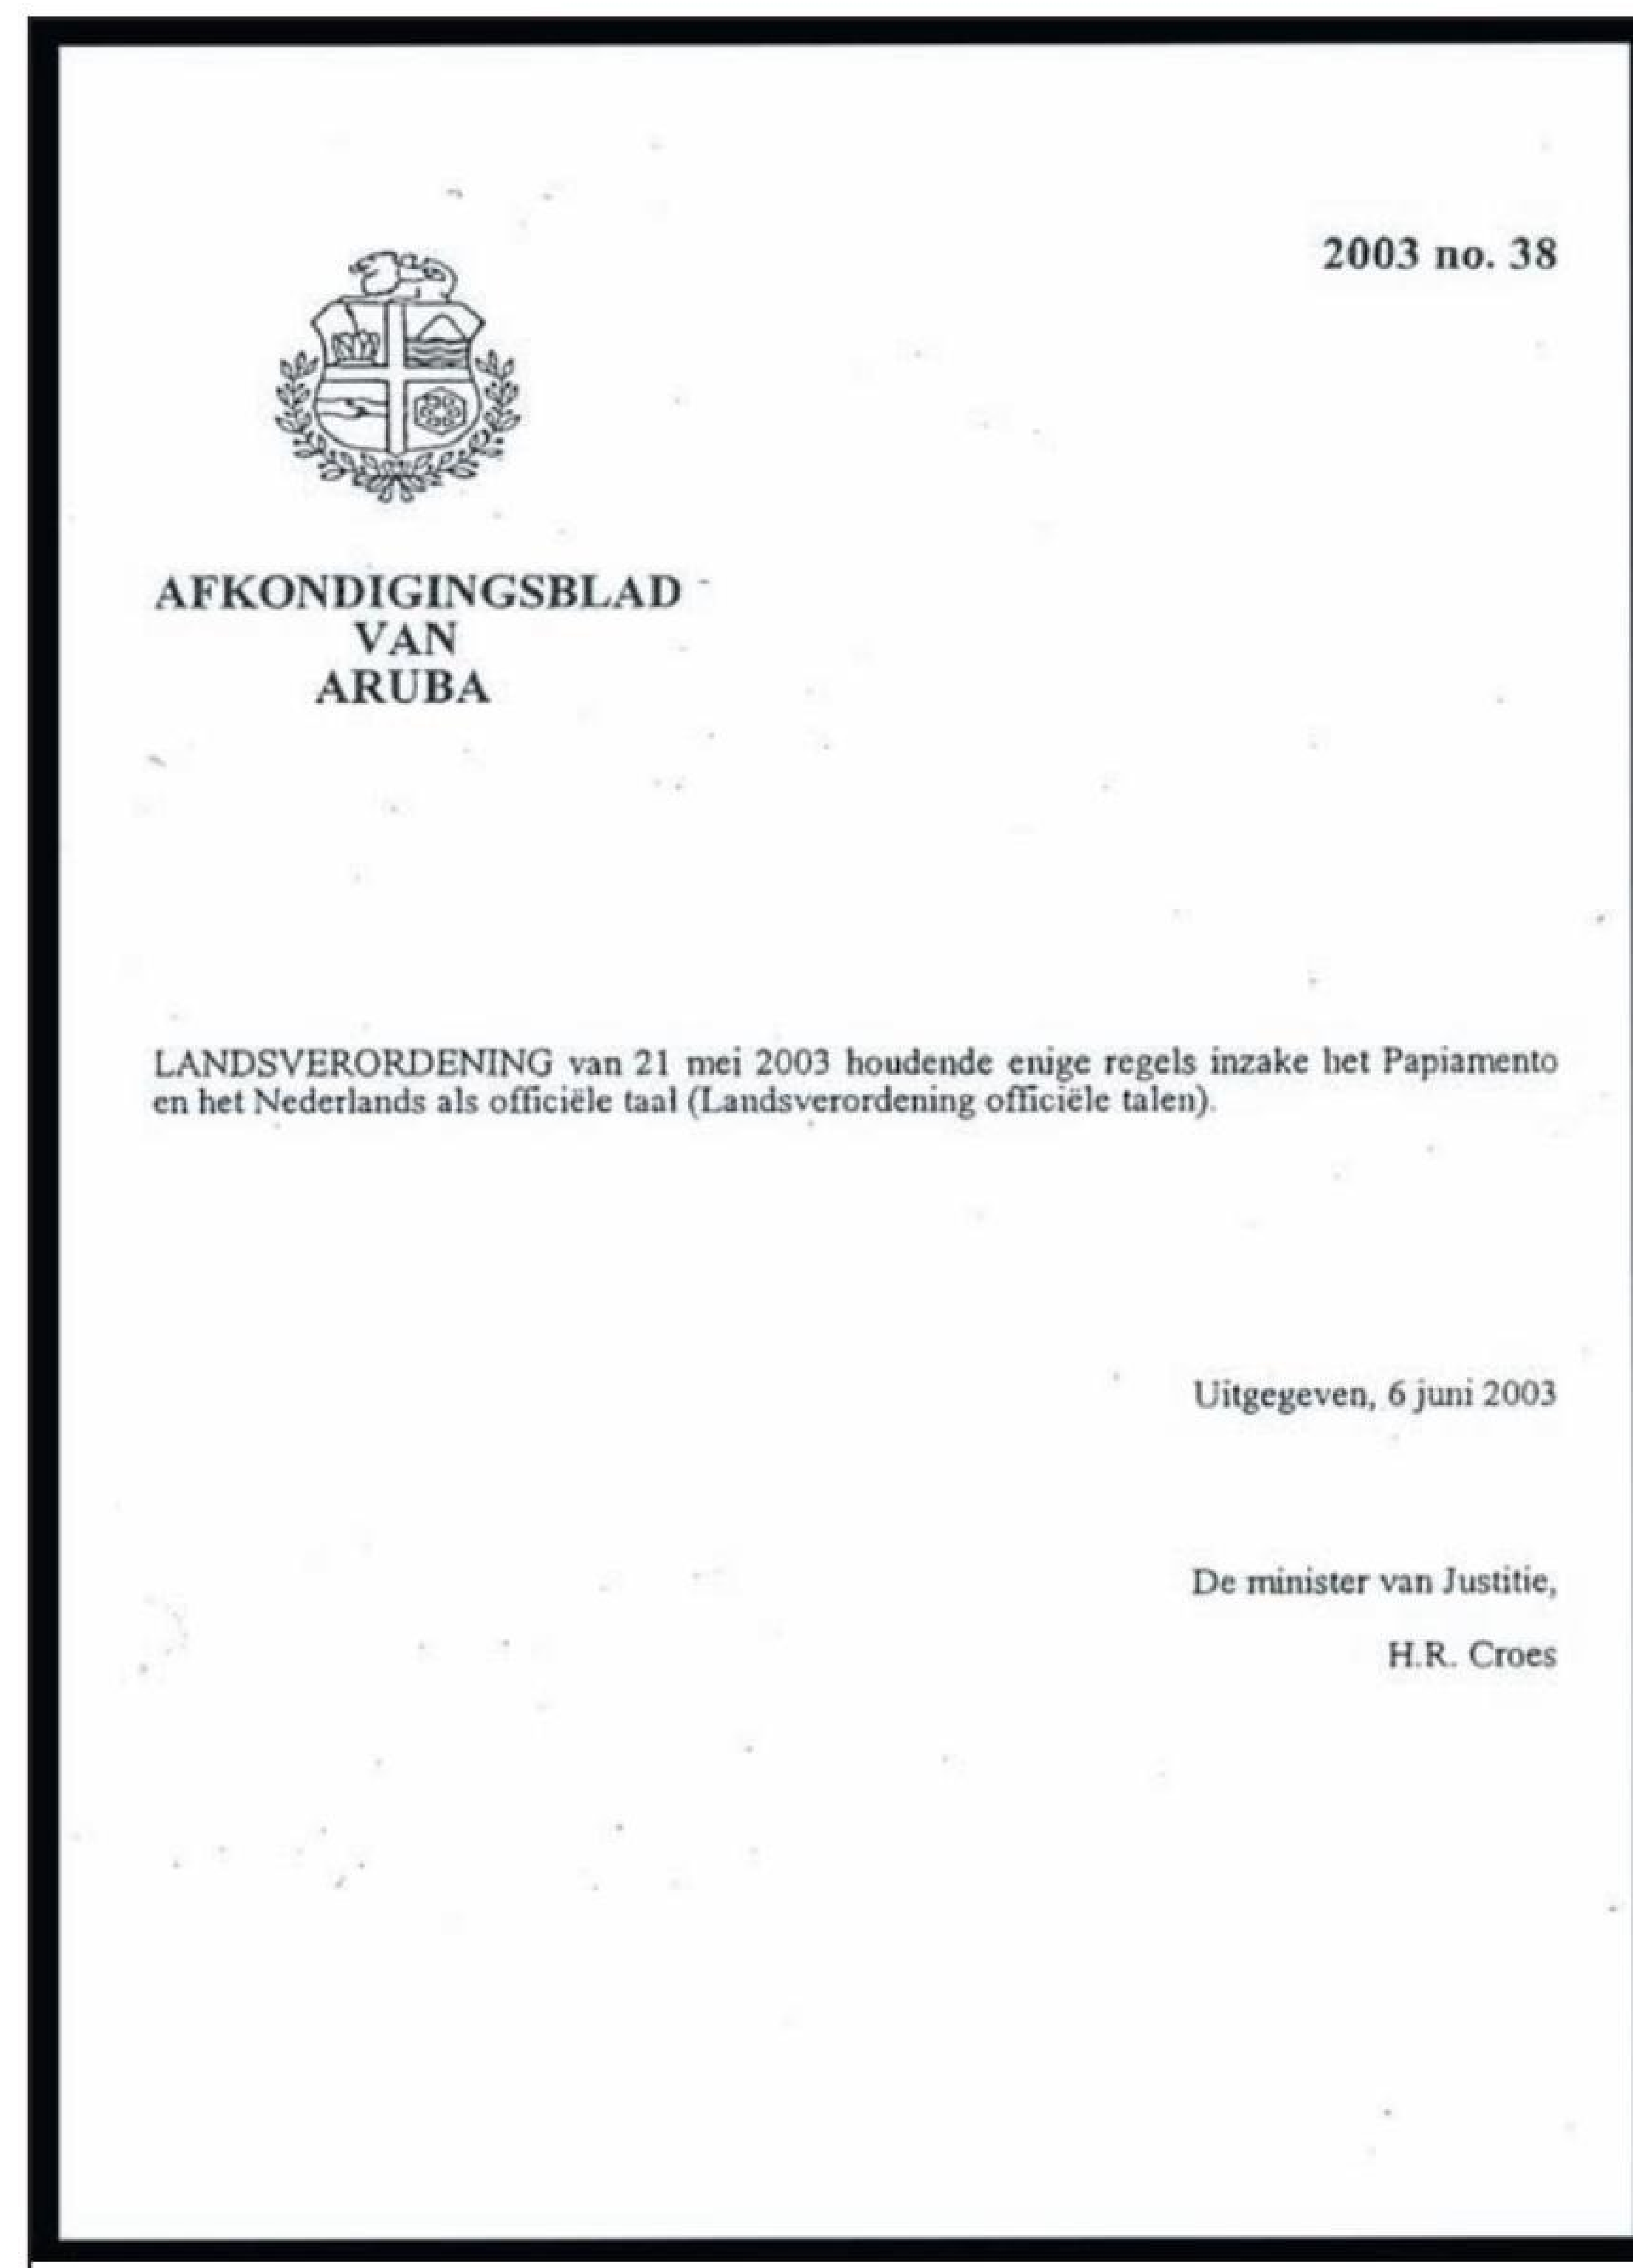 2003 no. 38
AFKONDIGINGSBLAD
VAN
ARUBA
LANDSVERORDENING van 21 mei 2003 houdende enige regels inzake het Papiamento
en het Nederlands als officiële taal (Landsverordening officiële talen).
Uitgegeven, 6 juni 2003
De minister van Justitie,
H.R. Croes